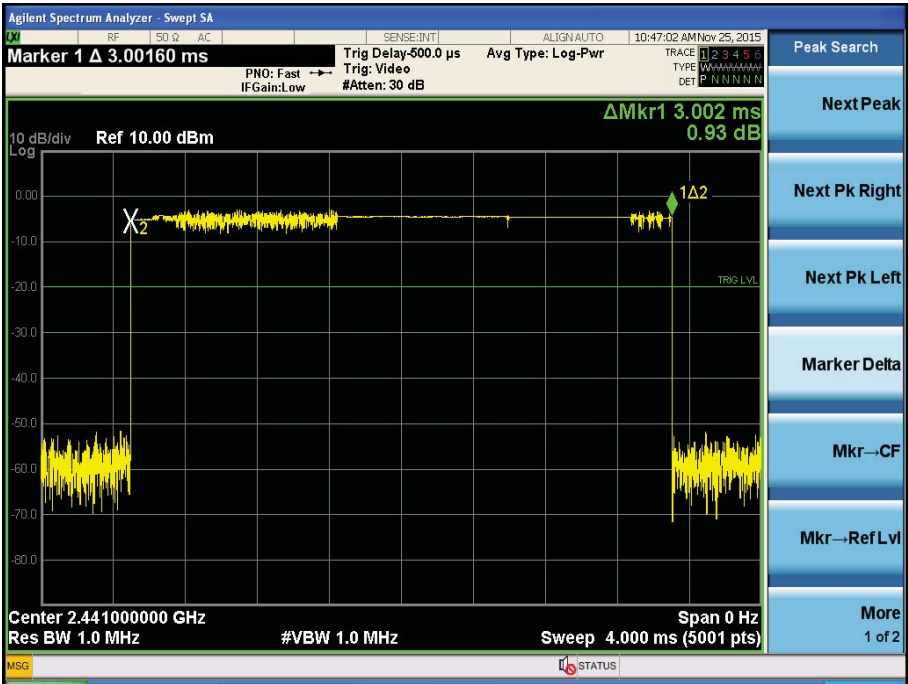 Agilent Spectrum Analyzer - Swept SA
LXI RF 50 Ω AC SENSE:INT ALIGN AUTO 10:47:02 AM Nov 25, 2015
Marker 1 Δ 3.00160 ms
PNO: Fast
IFGain:Low
Trig Delay-500.0 µs
Trig: Video
#Atten: 30 dB
Avg Type: Log-Pwr
TRACE 1 2 3 4 5 6
TYPE W
DET P N N N N N
Peak Search
ΔMkr1 3.002 ms
0.93 dB
10 dB/div Ref 10.00 dBm
Log
0.00
-10.0
-20.0
-30.0
-40.0
-50.0
-60.0
-70.0
-80.0
2
1Δ2
TRIG LVL
Center 2.441000000 GHz Span 0 Hz
Res BW 1.0 MHz #VBW 1.0 MHz Sweep 4.000 ms (5001 pts)
MSG STATUS
Next Peak
Next Pk Right
Next Pk Left
Marker Delta
Mkr→CF
Mkr→Ref Lvl
More
1 of 2